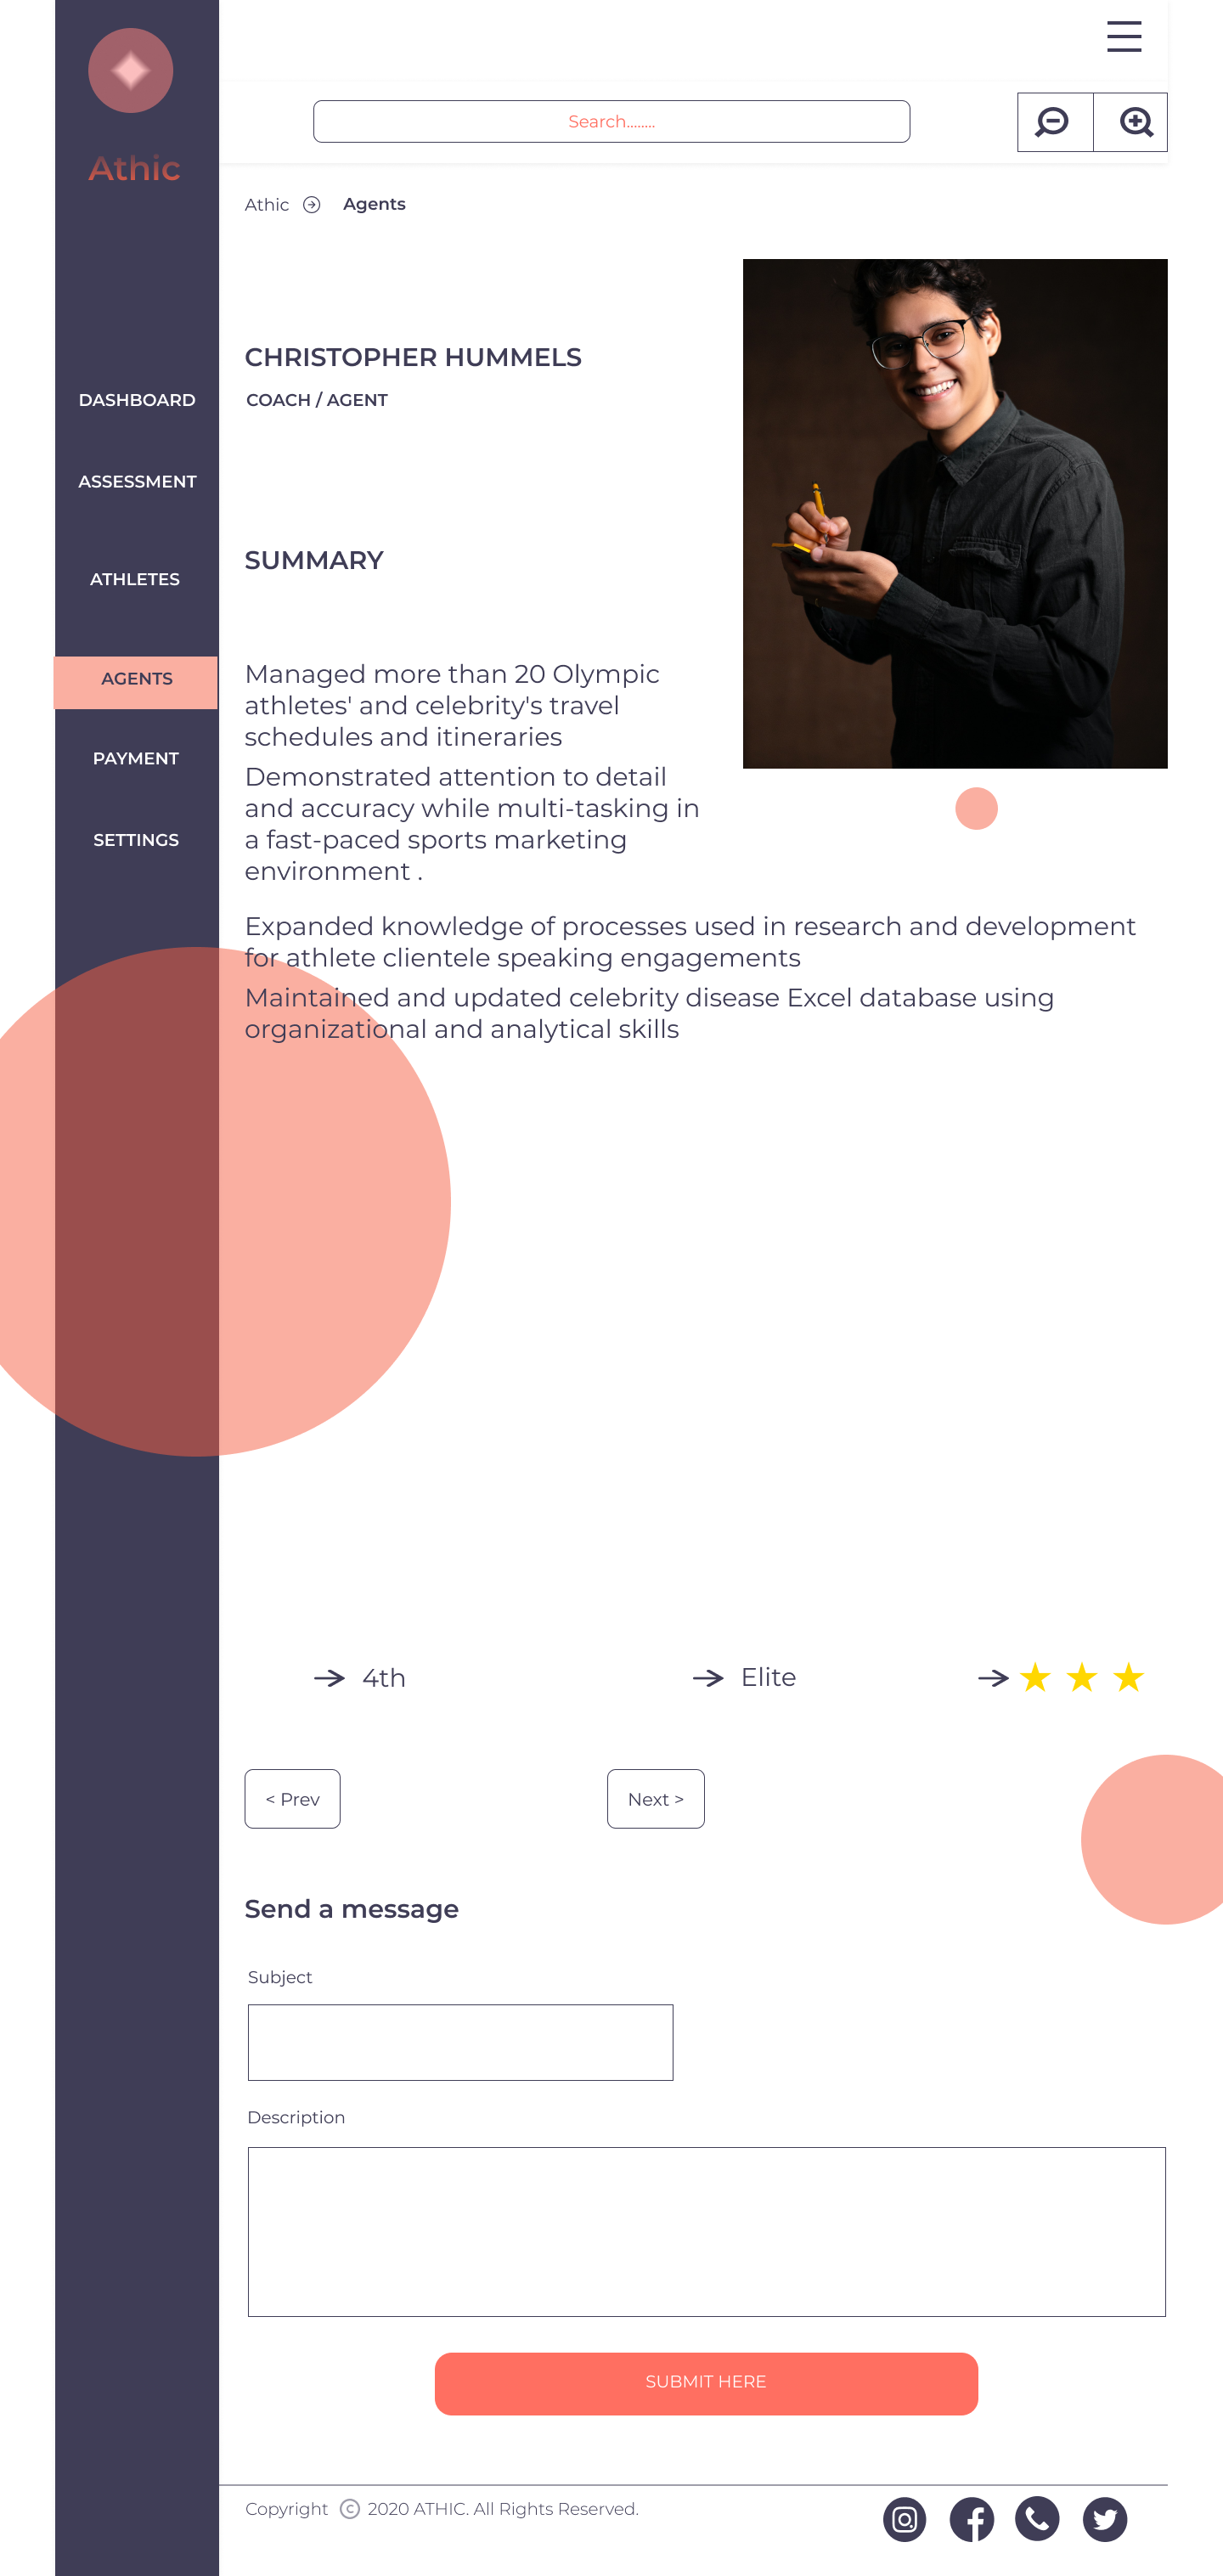 Athic
Search........
Athic
Agents
DASHBOARD
ASSESSMENT
ATHLETES
AGENTS
PAYMENT
SETTINGS
CHRISTOPHER HUMMELS
COACH / AGENT
SUMMARY
Managed more than 20 Olympic
athletes' and celebrity's travel
schedules and itineraries
Demonstrated attention to detail
and accuracy while multi-tasking in
a fast-paced sports marketing
environment .
Expanded knowledge of processes used in research and development
for athlete clientele speaking engagements
Maintained and updated celebrity disease Excel database using
organizational and analytical skills
4th
Elite
< Prev
Next >
Send a message
Subject
Description
SUBMIT HERE
Copyright © 2020 ATHIC. All Rights Reserved.